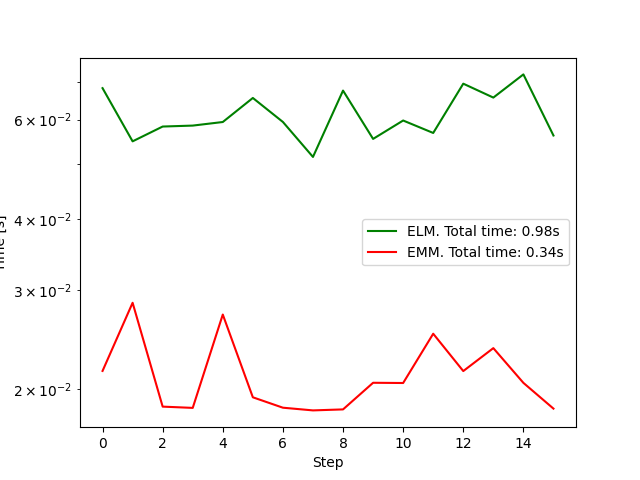 6 × 10⁻²
4 × 10⁻²
3 × 10⁻²
2 × 10⁻²
ELM. Total time: 0.98s
EMM. Total time: 0.34s
0 2 4 6 8 10 12 14
Step